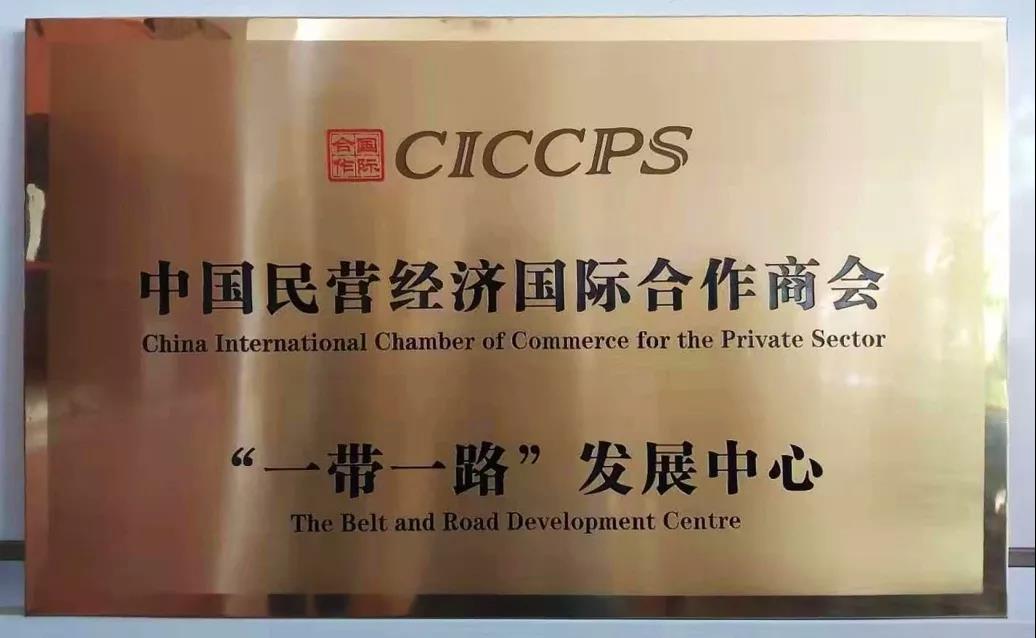 国际合作 CICCPS
中国民营经济国际合作商会
China International Chamber of Commerce for the Private Sector
“一带一路”发展中心
The Belt and Road Development Centre